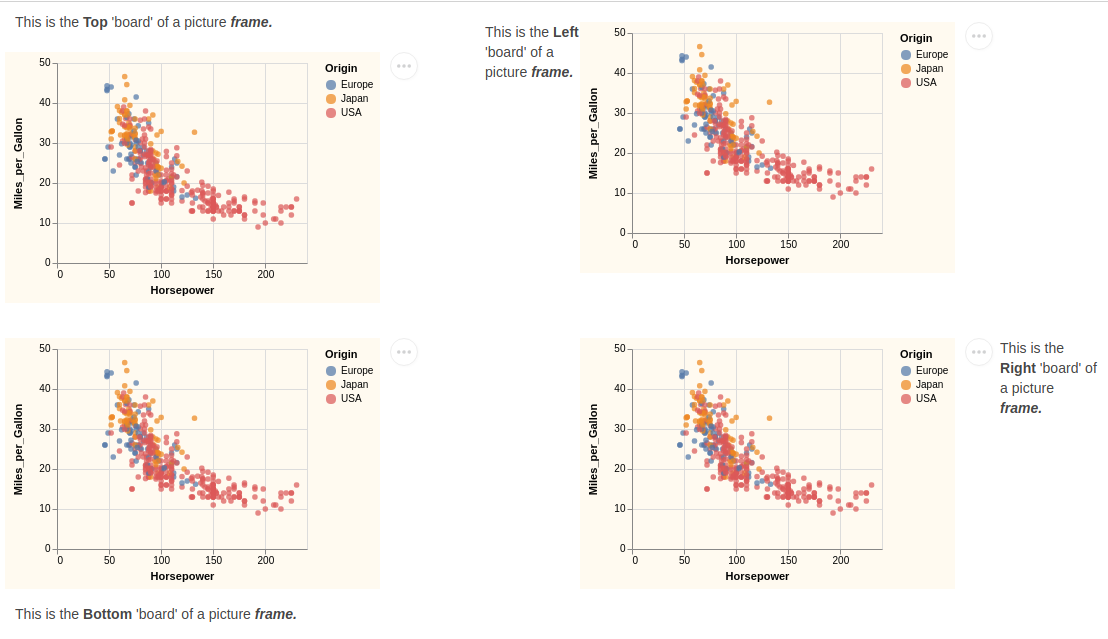 This is the Top 'board' of a picture frame.
50
40
30
20
10
0
Miles_per_Gallon
0 50 100 150 200
Horsepower
Origin
Europe
Japan
USA
This is the Left
'board' of a
picture frame.
50
40
30
20
10
0
Miles_per_Gallon
0 50 100 150 200
Horsepower
Origin
Europe
Japan
USA
50
40
30
20
10
0
Miles_per_Gallon
0 50 100 150 200
Horsepower
Origin
Europe
Japan
USA
This is the Bottom 'board' of a picture frame.
50
40
30
20
10
0
Miles_per_Gallon
0 50 100 150 200
Horsepower
Origin
Europe
Japan
USA
This is the
Right 'board' of
a picture
frame.